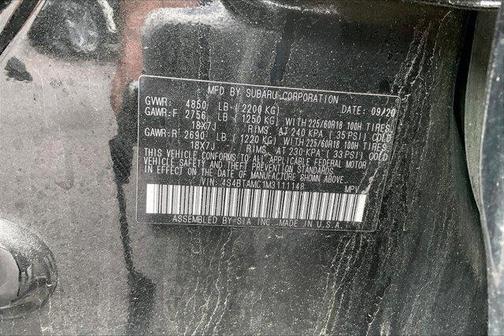 MFD BY SUBARU CORPORATION
GVWR: 4850 LB (2200 KG) DATE: 09/20
GAWR:F 2756 LB (1250 KG) WITH 225/60R18 100H TIRES
18X7J RIMS, AT 240 KPA (35 PSI) COLD
GAWR:R 2690 LB (1220 KG) WITH 225/60R18 100H TIRES
18X7J RIMS, AT 230 KPA (33 PSI) COLD
THIS VEHICLE CONFORMS TO ALL APPLICABLE FEDERAL MOTOR
VEHICLE SAFETY AND THEFT PREVENTION STANDARDS
IN EFFECT ON THE DATE OF MANUFACTURE SHOWN ABOVE.
VIN: 4S4BTAMC1M3111148 MPV
ASSEMBLED BY-SIA INC. MADE IN U.S.A.